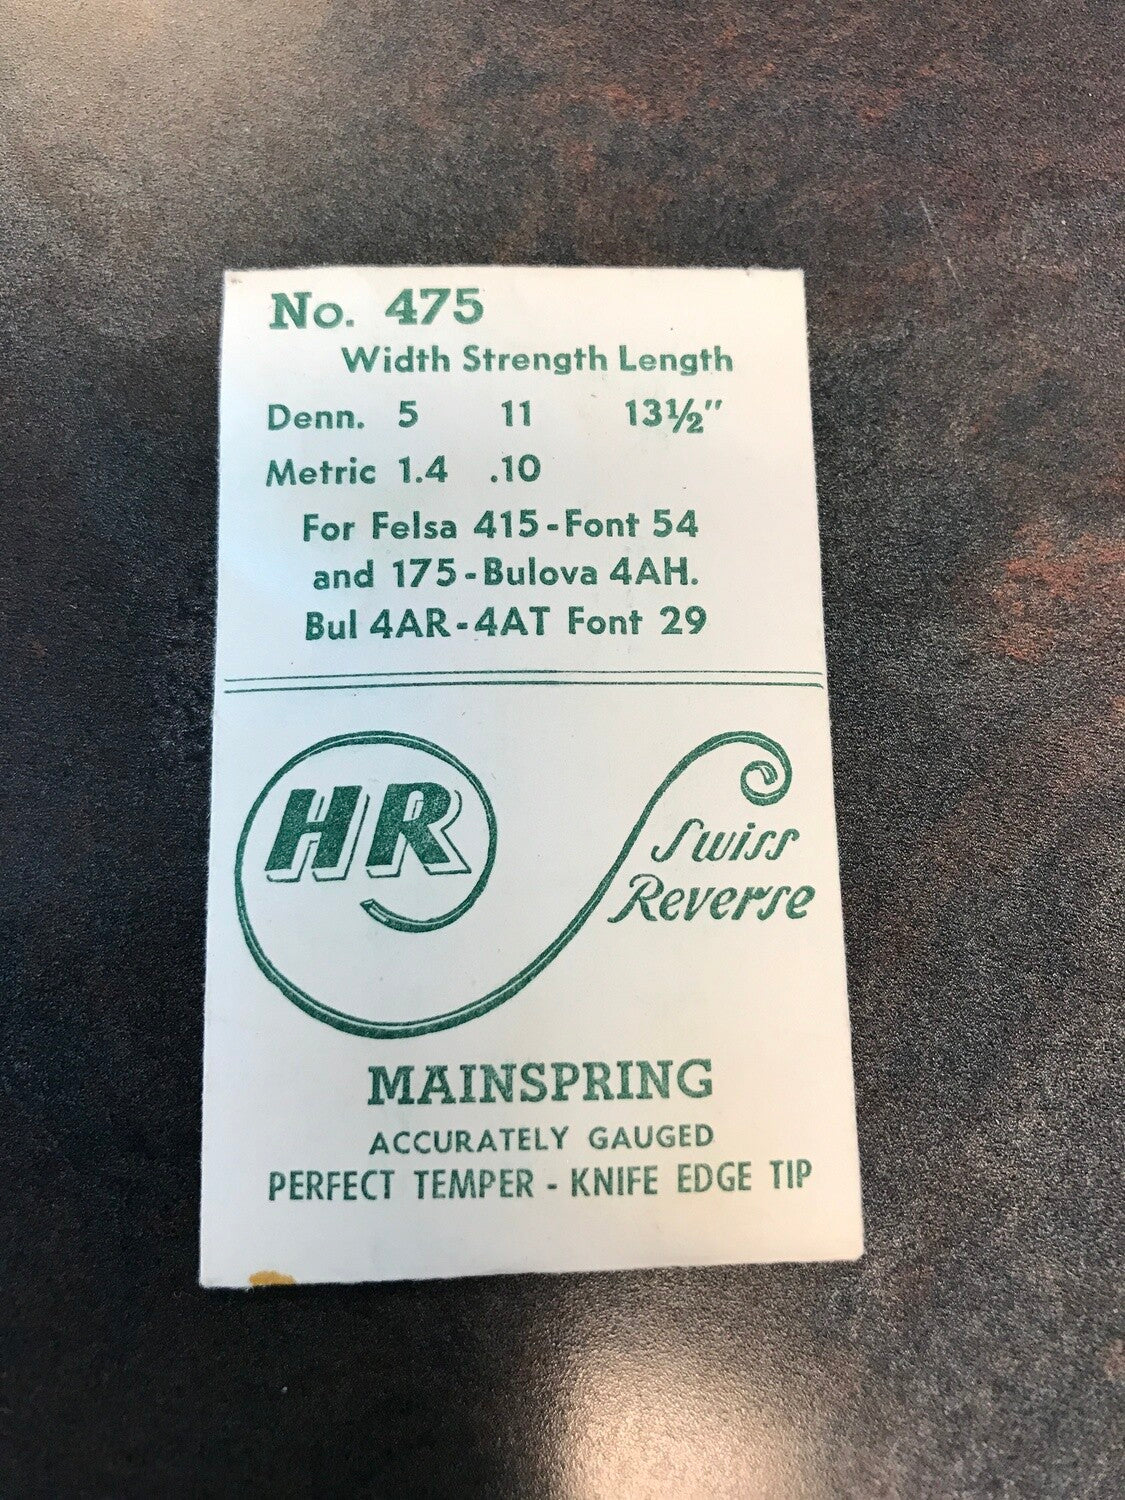 No. 475
Width Strength Length
Denn. 5 11 13½"
Metric 1.4 .10
For Felsa 415-Font 54
and 175-Bulova 4AH.
Bul 4AR-4AT Font 29
HR
Swiss
Reverse
MAINSPRING
ACCURATELY GAUGED
PERFECT TEMPER - KNIFE EDGE TIP